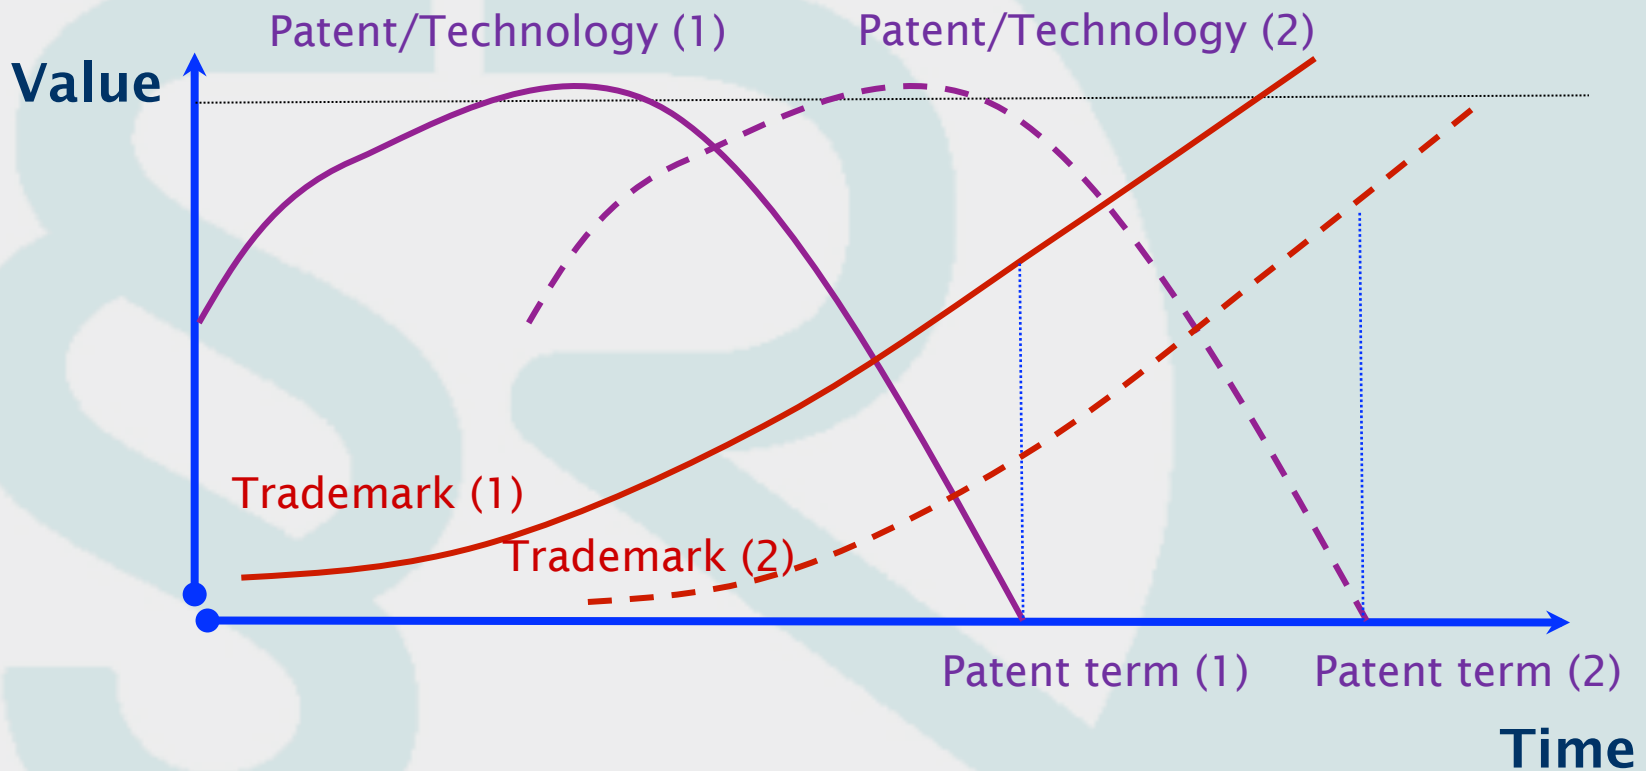 Patent/Technology (1)
Patent/Technology (2)
Value
Trademark (1)
Trademark (2)
Patent term (1)
Patent term (2)
Time